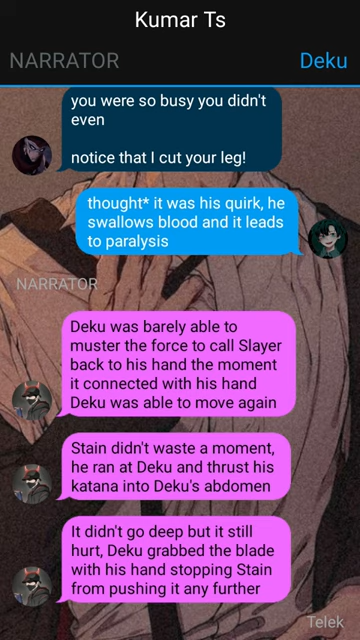 Kumar Ts
NARRATOR
Deku
you were so busy you didn't
even
notice that I cut your leg!
thought* it was his quirk, he
swallows blood and it leads
to paralysis
NARRATOR
Deku was barely able to
muster the force to call Slayer
back to his hand the moment
it connected with his hand
Deku was able to move again
Stain didn't waste a moment,
he ran at Deku and thrust his
katana into Deku's abdomen
It didn't go deep but it still
hurt, Deku grabbed the blade
with his hand stopping Stain
from pushing it any further
Telek